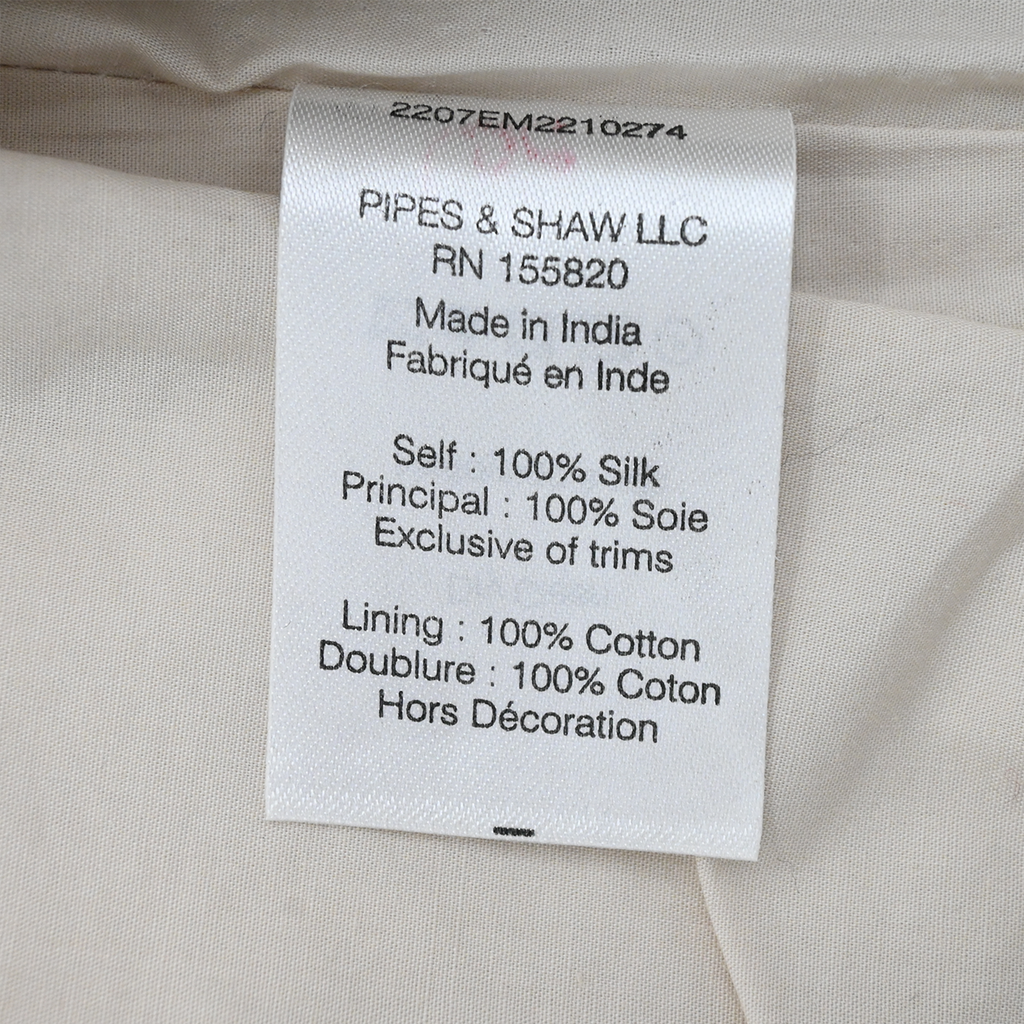 2207EM2210274
PIPES & SHAW LLC
RN 155820
Made in India
Fabriqué en Inde
Self : 100% Silk
Principal : 100% Soie
Exclusive of trims
Lining : 100% Cotton
Doublure : 100% Coton
Hors Décoration